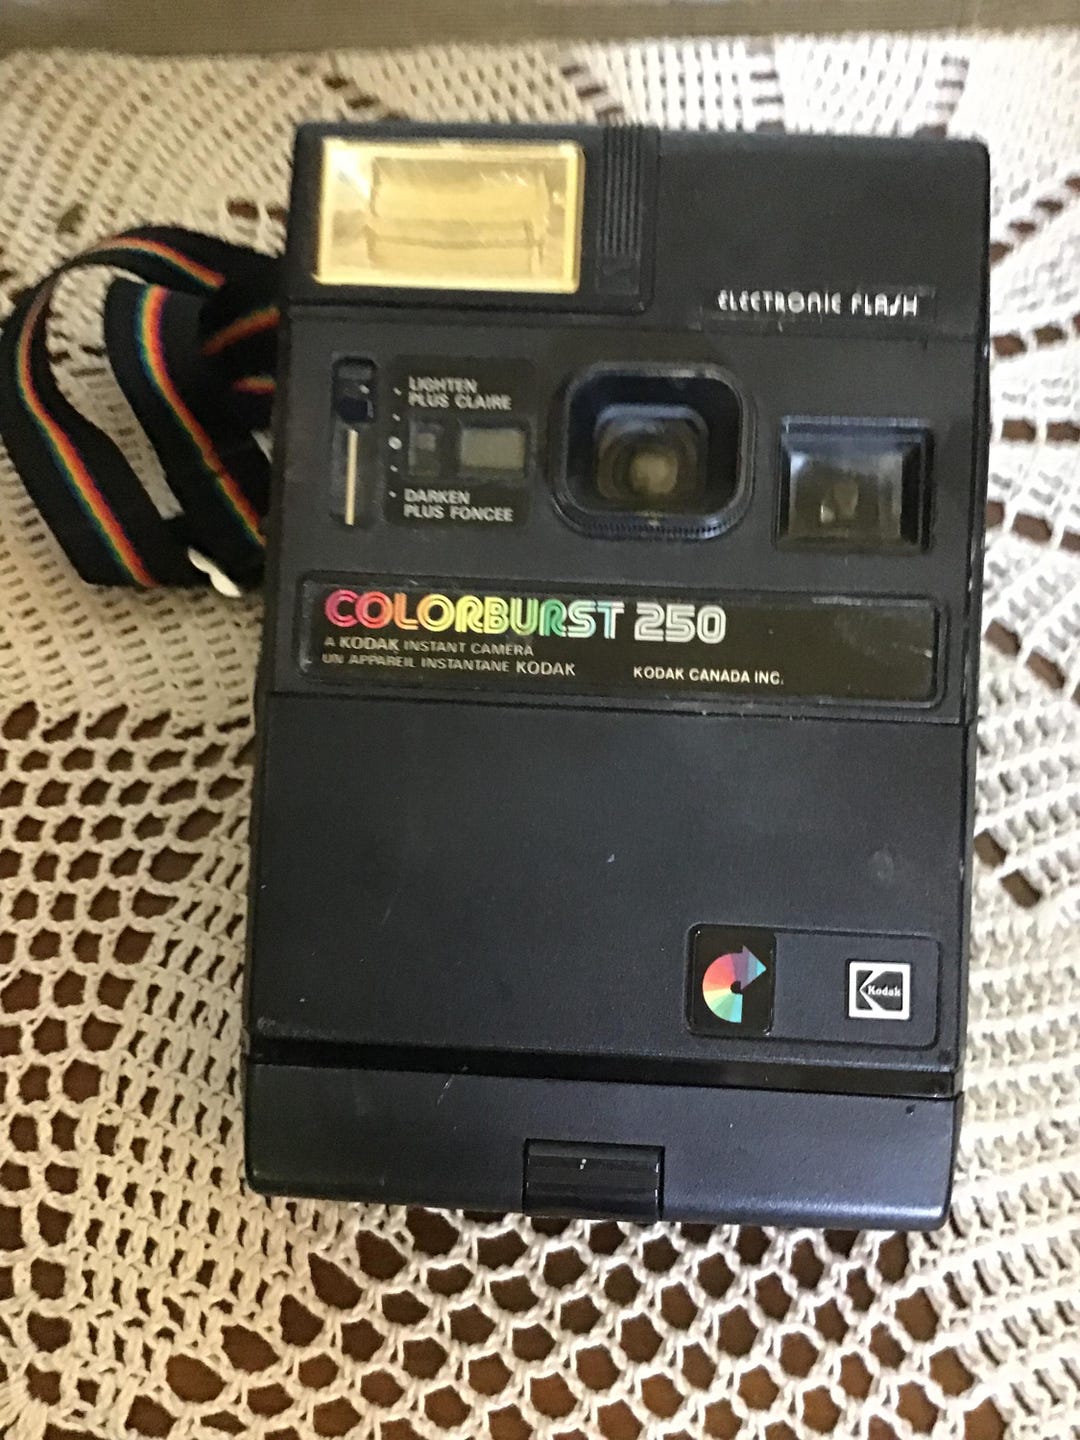 ELECTRONIC FLASH
LIGHTEN
PLUS CLAIRE
DARKEN
PLUS FONCEE
COLORBURST 250
A KODAK INSTANT CAMERA
UN APPAREIL INSTANTANE KODAK
KODAK CANADA INC.
Kodak